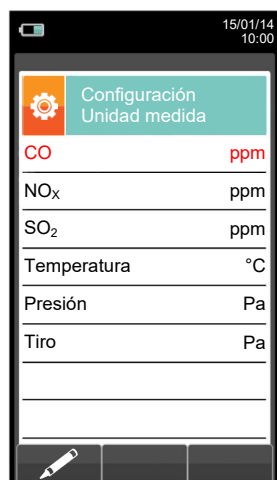 15/01/14
10:00
Configuración
Unidad medida
CO ppm
NOX ppm
SO2 ppm
Temperatura °C
Presión Pa
Tiro Pa